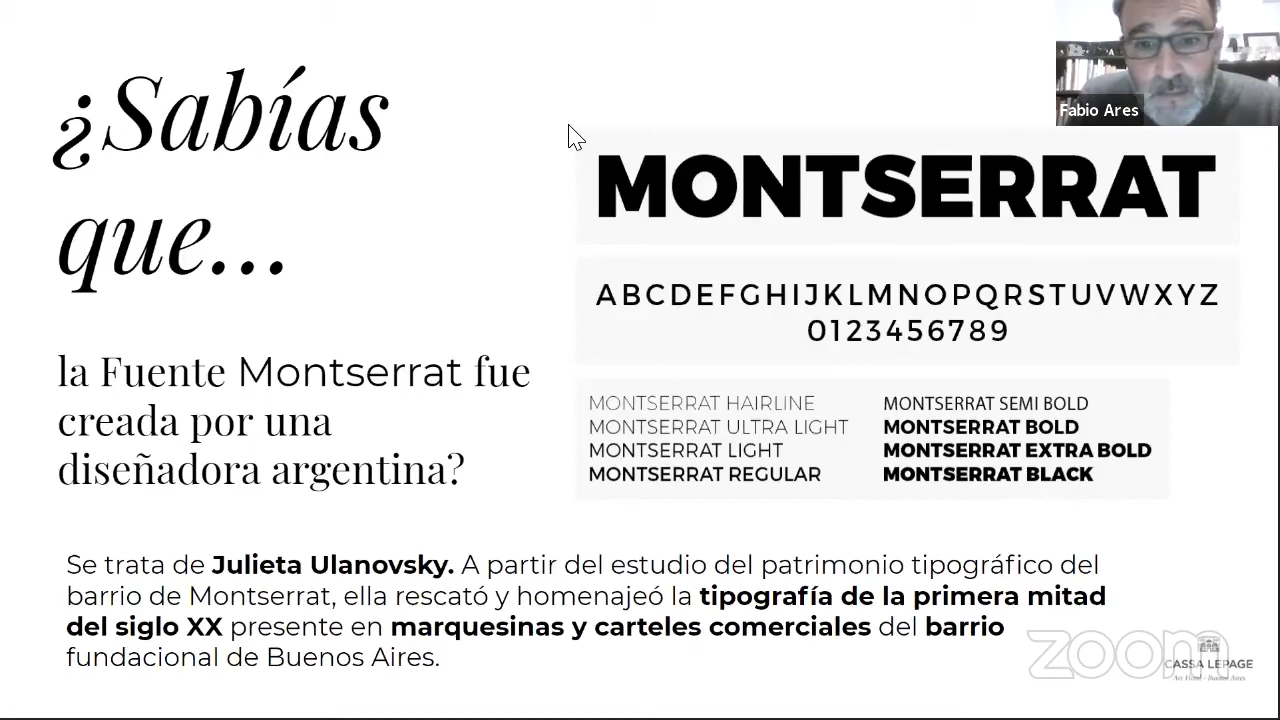 ¿Sabías
que...
la Fuente Montserrat fue
creada por una
diseñadora argentina?
Fabio Ares
MONTSERRAT
ABCDEFGHIJKLMNOPQRSTUVWXYZ
0123456789
MONTSERRAT HAIRLINE
MONTSERRAT ULTRA LIGHT
MONTSERRAT LIGHT
MONTSERRAT REGULAR
MONTSERRAT SEMI BOLD
MONTSERRAT BOLD
MONTSERRAT EXTRA BOLD
MONTSERRAT BLACK
Se trata de Julieta Ulanovsky. A partir del estudio del patrimonio tipográfico del
barrio de Montserrat, ella rescató y homenajeó la tipografía de la primera mitad
del siglo XX presente en marquesinas y carteles comerciales del barrio
fundacional de Buenos Aires.
zoom
CASSA LEPAGE
Art Hotel - Buenos Aires